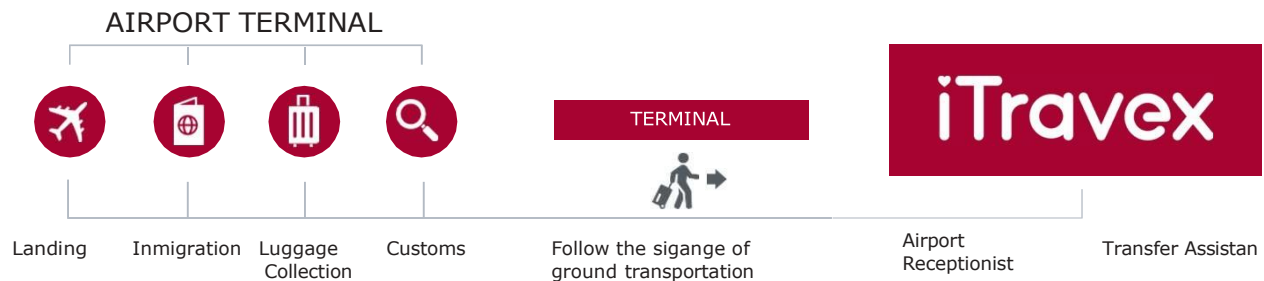 AIRPORT TERMINAL
TERMINAL
iTravex
Landing
Inmigration
Luggage
Collection
Customs
Follow the sigange of
ground transportation
Airport
Receptionist
Transfer Assistan